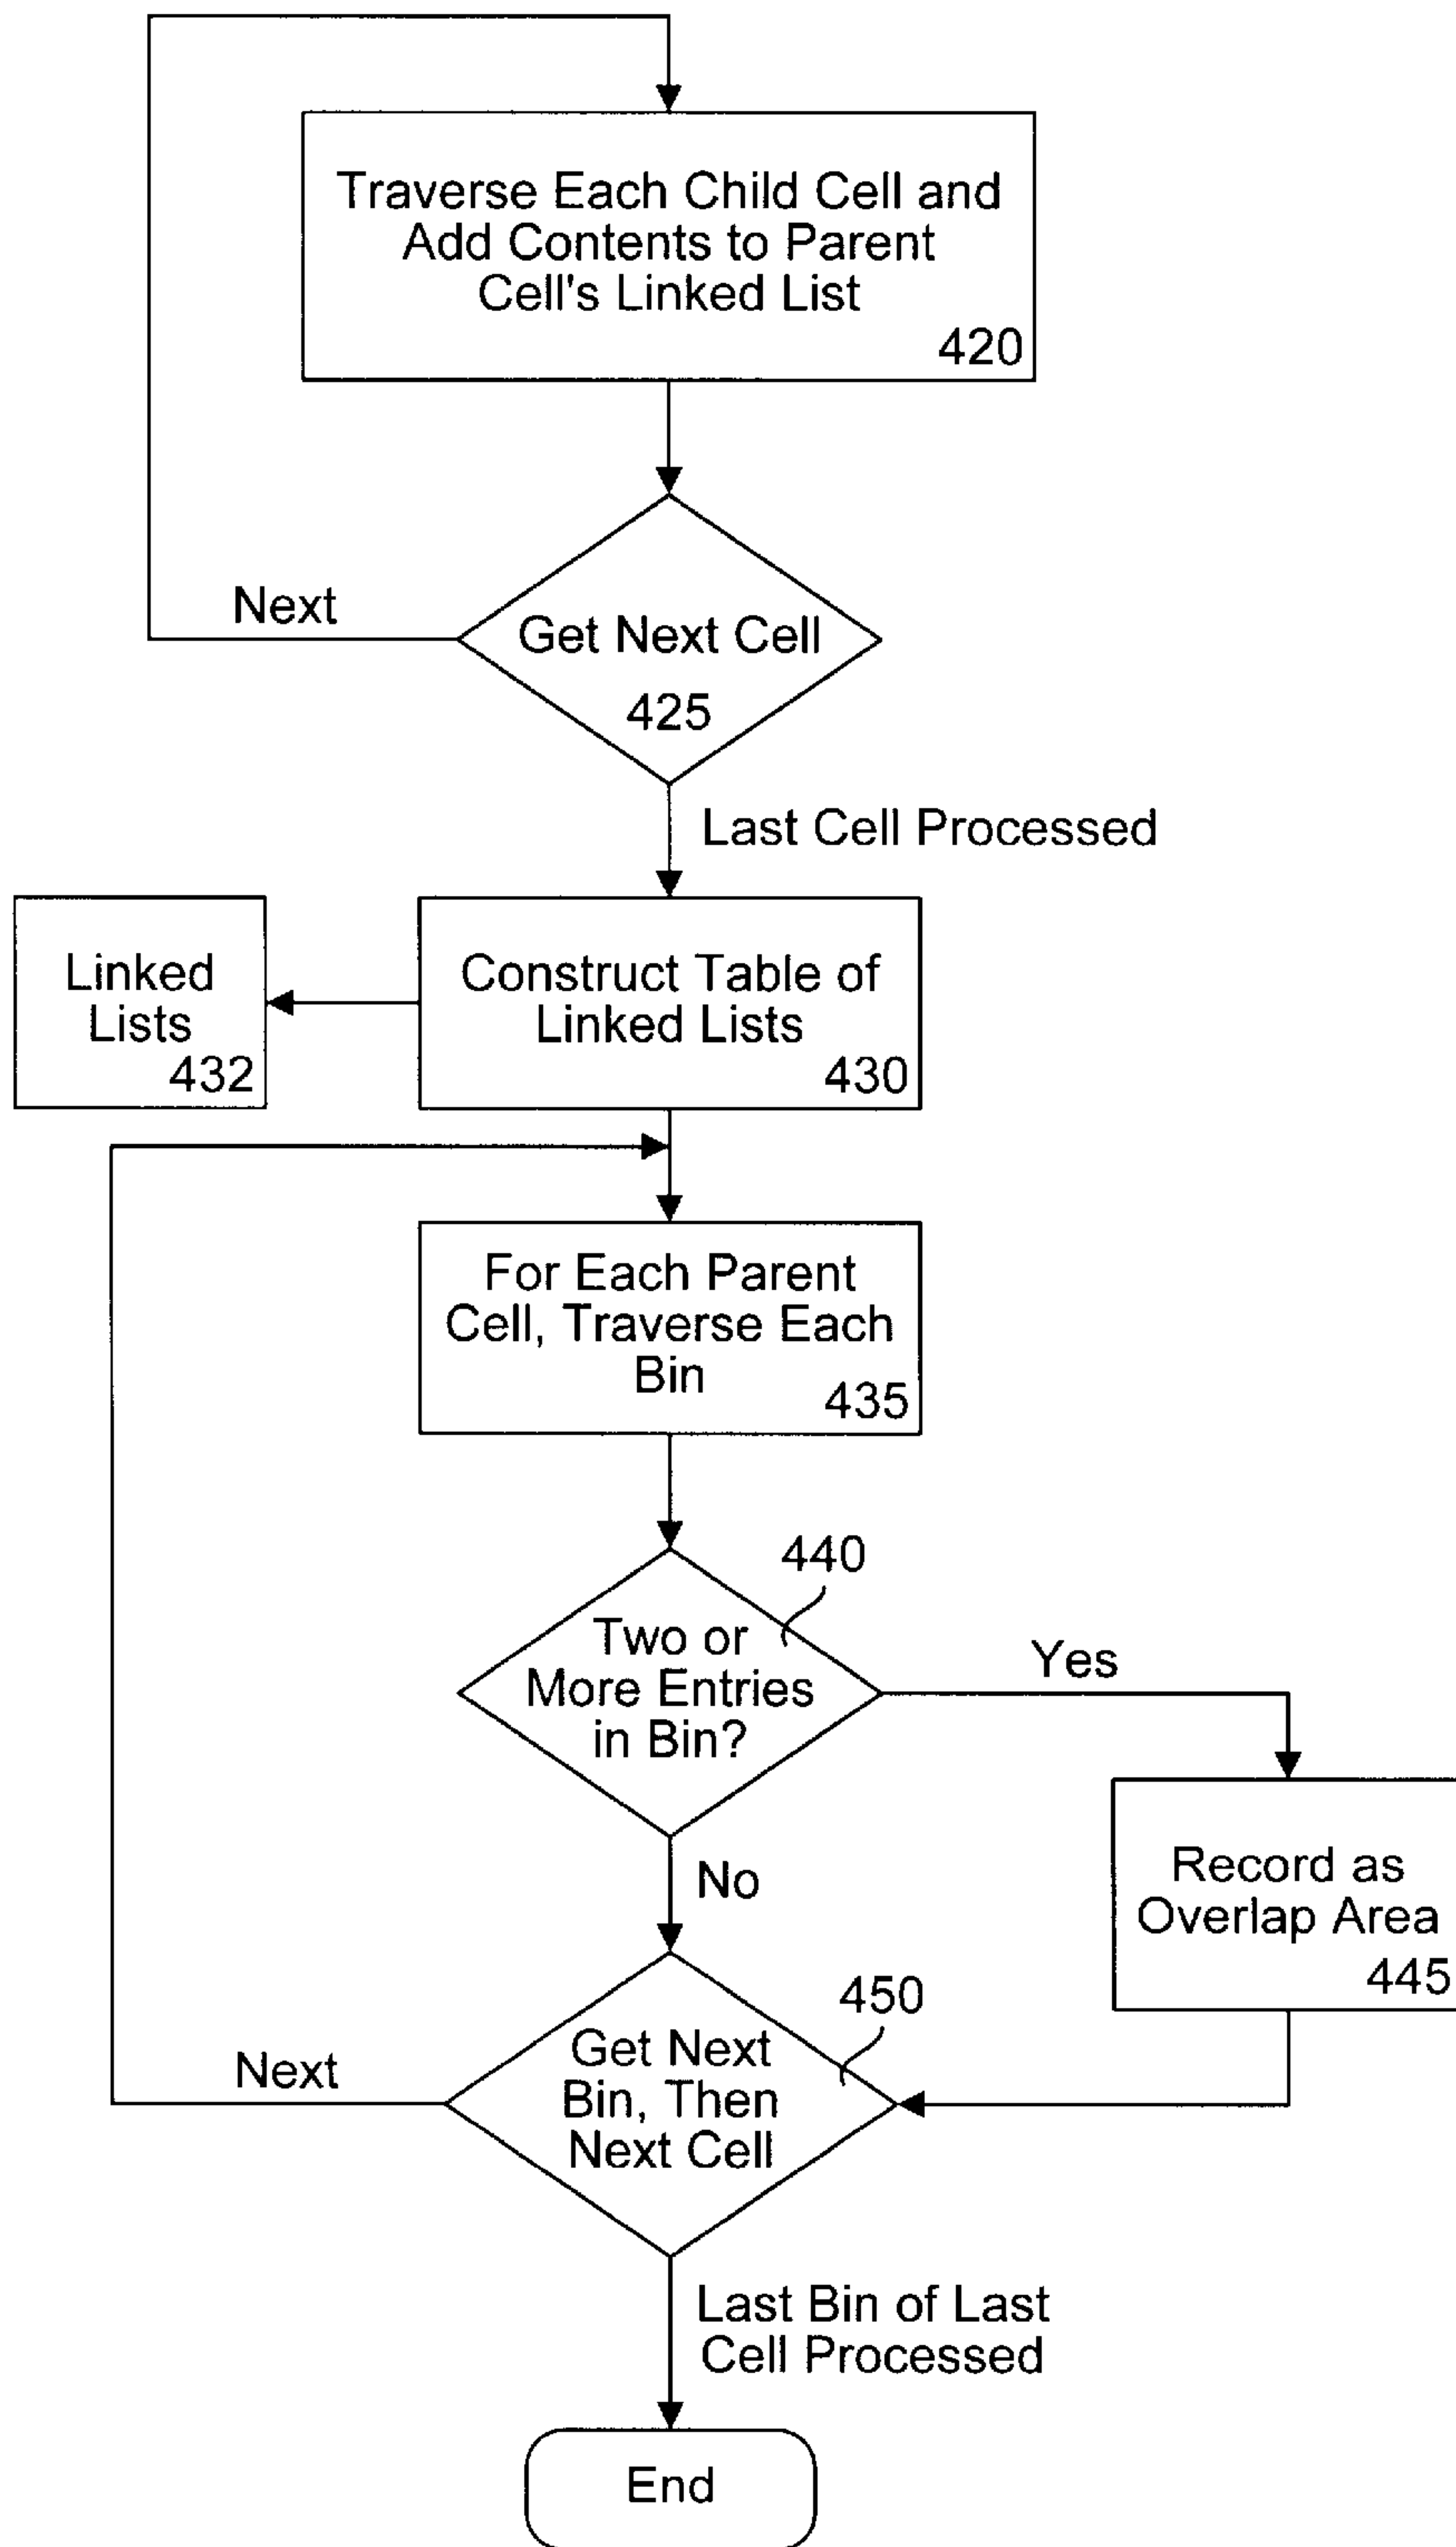 Traverse Each Child Cell and
Add Contents to Parent
Cell's Linked List
420
Next
Get Next Cell
425
Last Cell Processed
Linked
Lists
432
Construct Table of
Linked Lists
430
For Each Parent
Cell, Traverse Each
Bin
435
440
Two or
More Entries
in Bin?
Yes
No
Record as
Overlap Area
445
450
Get Next
Bin, Then
Next Cell
Next
Last Bin of Last
Cell Processed
End